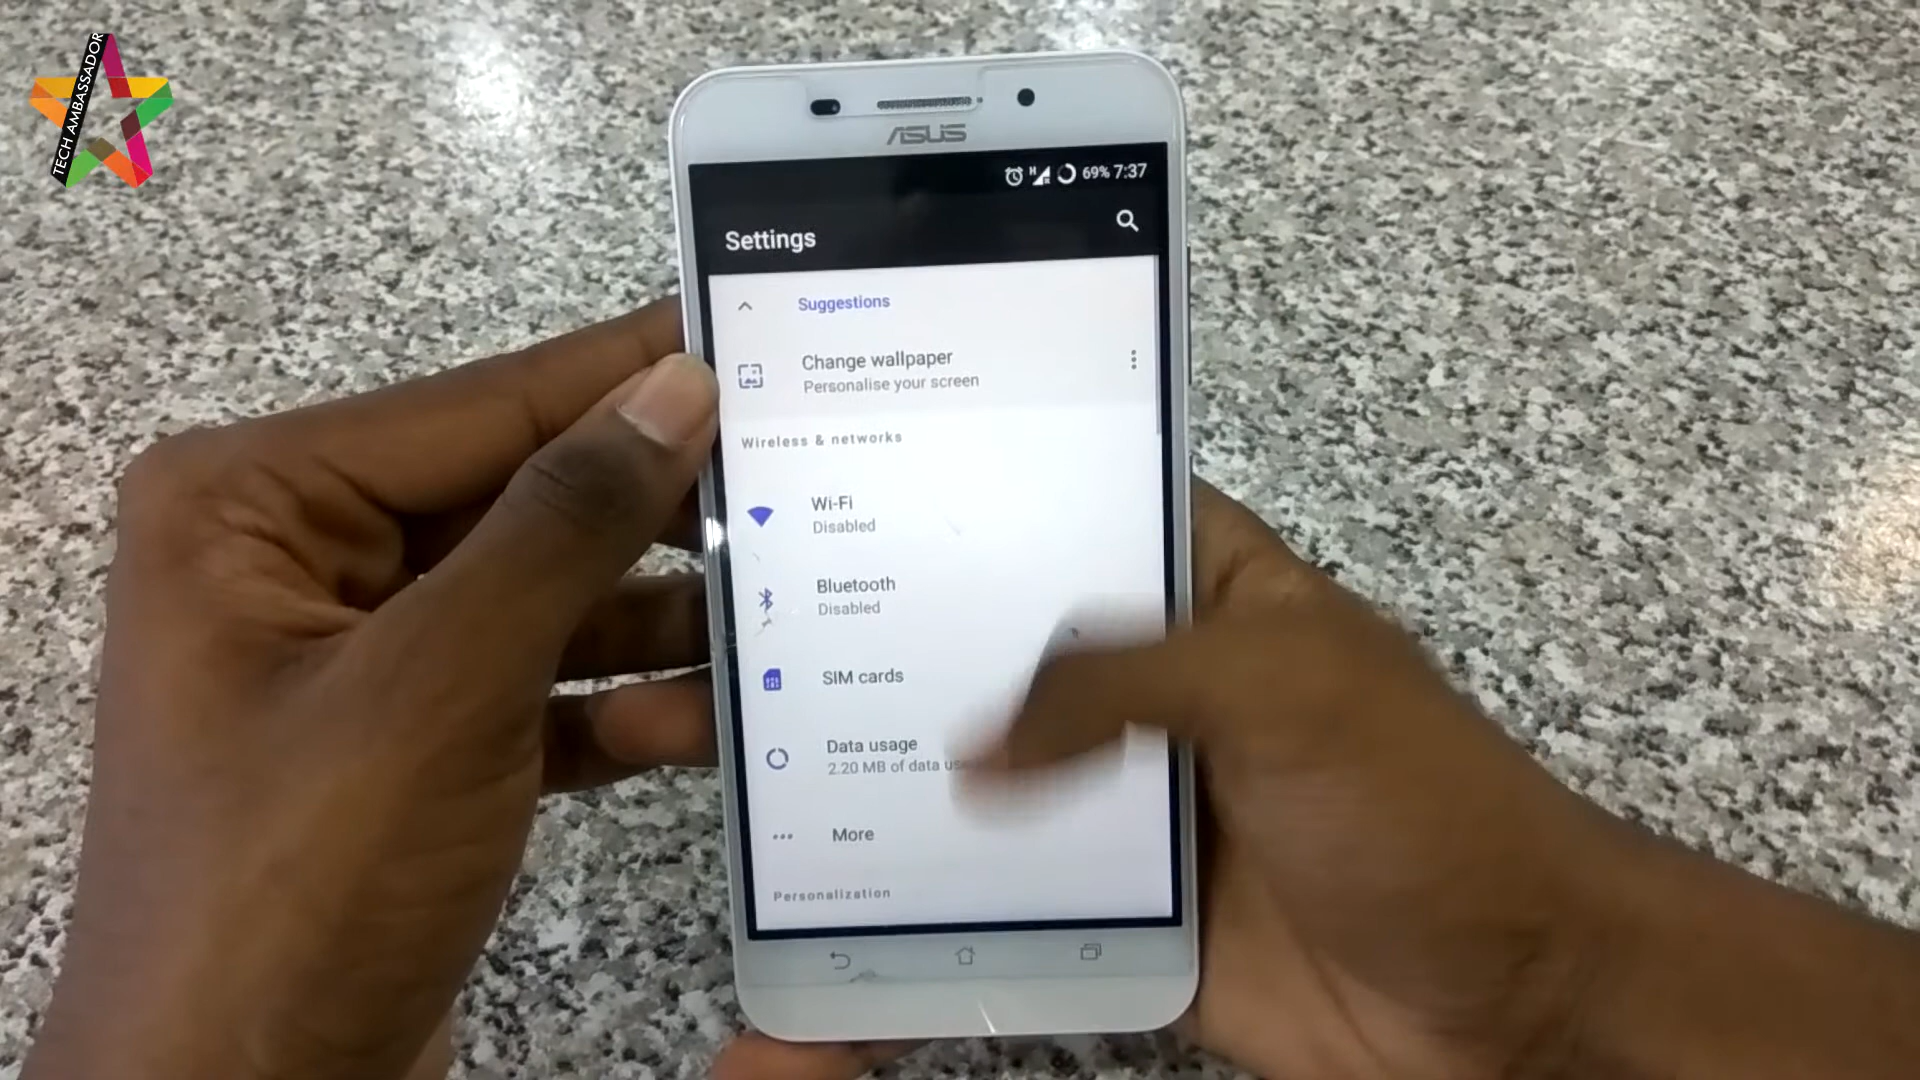 TECH AMBASSADOR
ASUS
H 69% 7:37
Settings
Suggestions
Change wallpaper
Personalise your screen
Wireless & networks
Wi-Fi
Disabled
Bluetooth
Disabled
SIM cards
Data usage
2.20 MB of data
More
Personalization